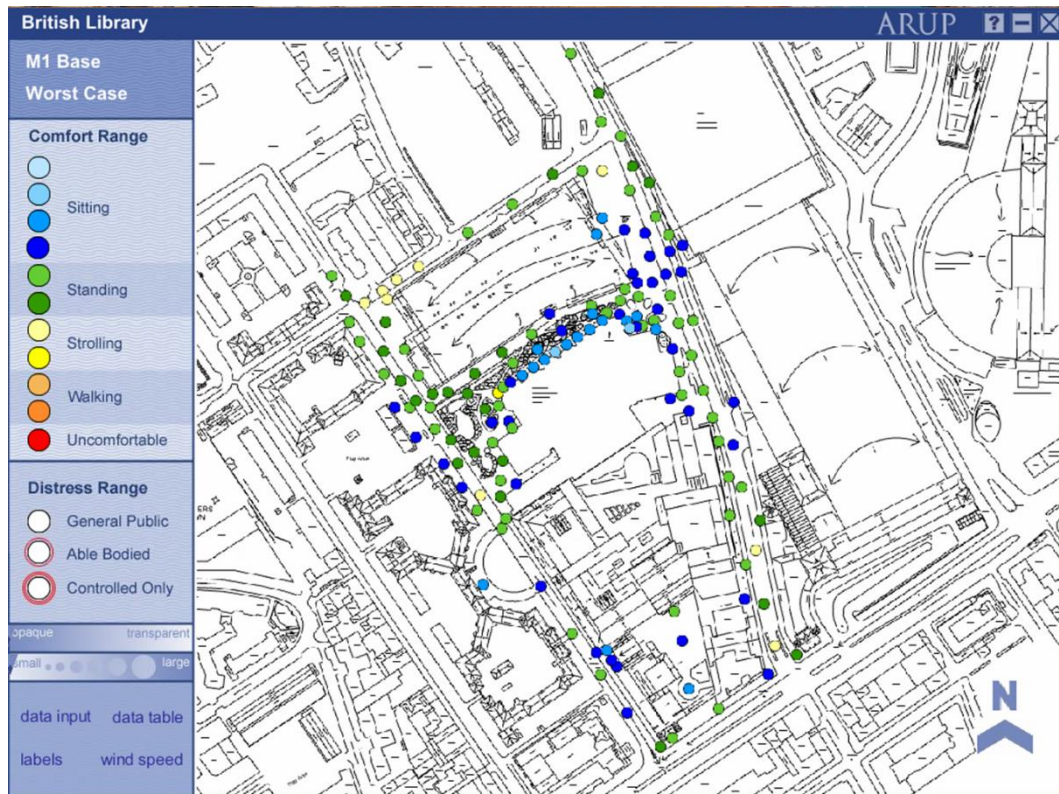 British Library
ARUP ?
M1 Base
Worst Case
Comfort Range
Sitting
Standing
Strolling
Walking
Uncomfortable
Distress Range
General Public
Able Bodied
Controlled Only
opaque transparent
small large
data input data table
labels wind speed
N